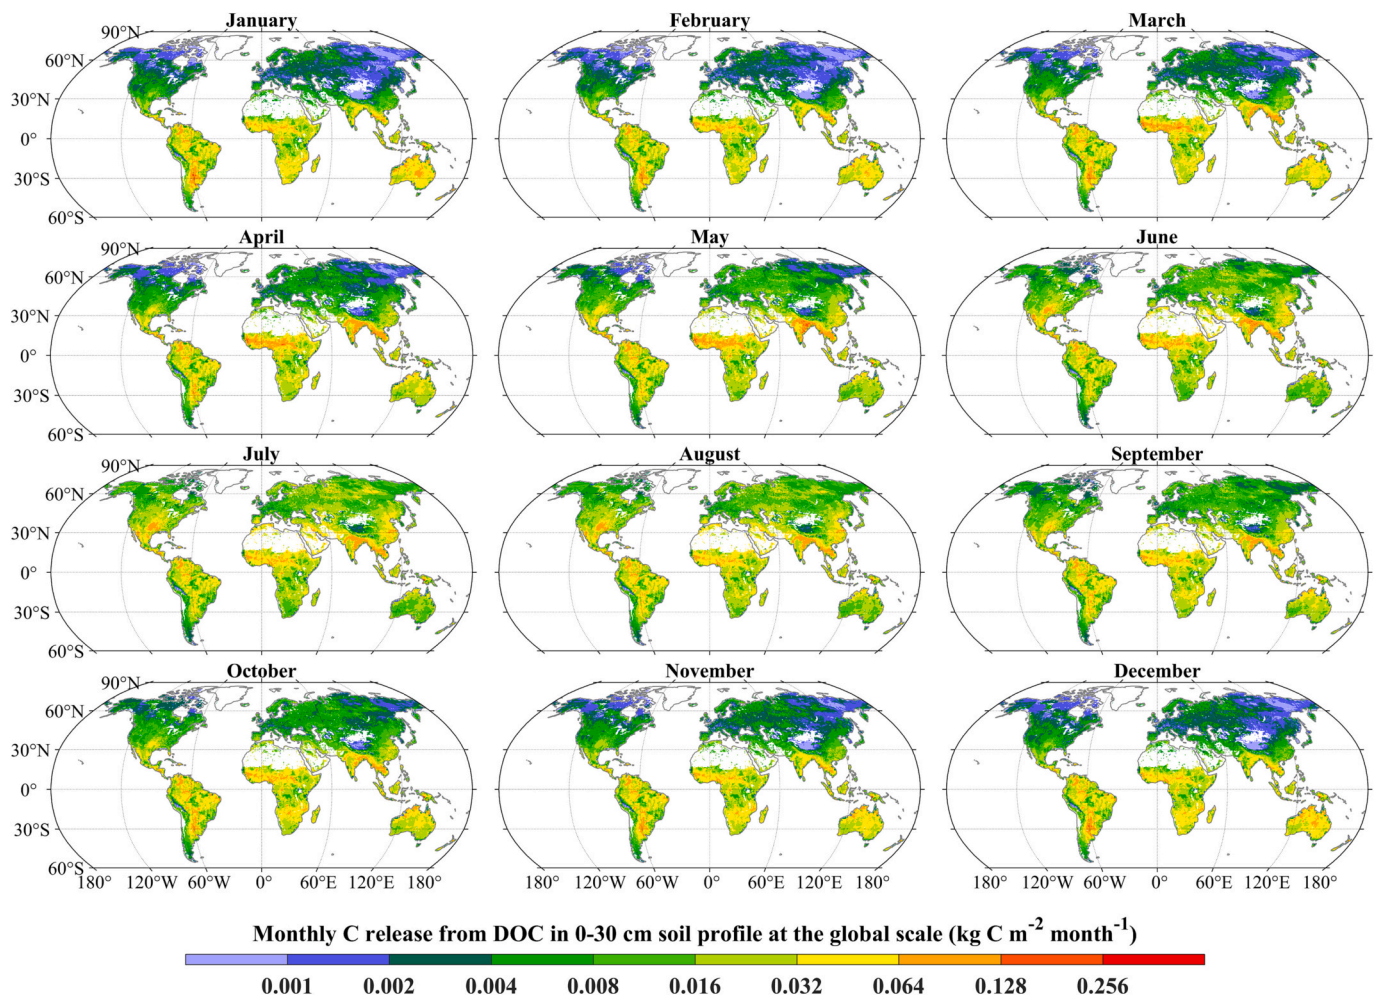 January February March
90°N
60°N
30°N
0°
30°S
60°S
April May June
90°N
60°N
30°N
0°
30°S
60°S
July August September
90°N
60°N
30°N
0°
30°S
60°S
October November December
90°N
60°N
30°N
0°
30°S
60°S
180° 120°W 60°W 0° 60°E 120°E 180° 180° 120°W 60°W 0° 60°E 120°E 180° 180° 120°W 60°W 0° 60°E 120°E 180°
Monthly C release from DOC in 0-30 cm soil profile at the global scale (kg C m⁻² month⁻¹)
0.001 0.002 0.004 0.008 0.016 0.032 0.064 0.128 0.256